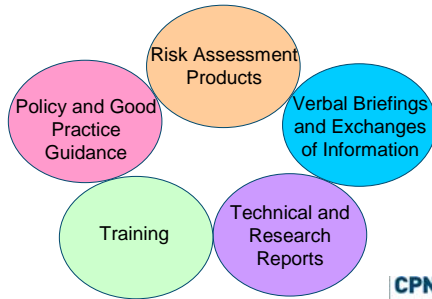 Risk Assessment
Products
Policy and Good
Practice
Guidance
Verbal Briefings
and Exchanges
of Information
Training
Technical and
Research
Reports
CPN